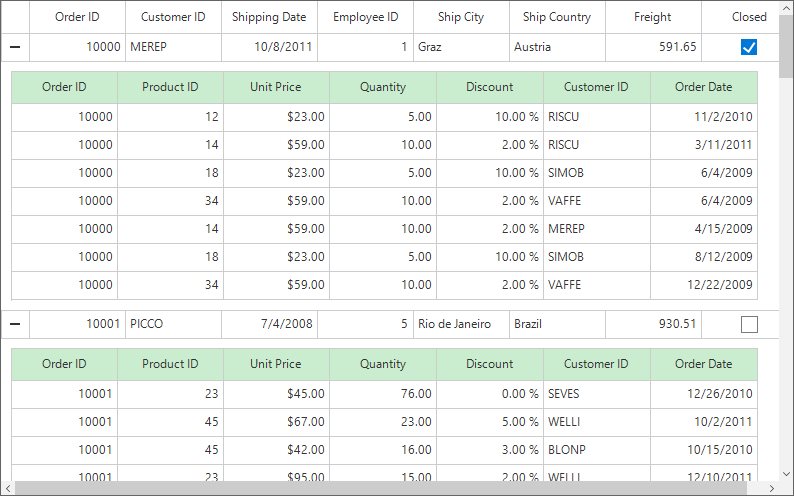 Order ID Customer ID Shipping Date Employee ID Ship City Ship Country Freight Closed
10000 MEREP 10/8/2011 1 Graz Austria 591.65
Order ID Product ID Unit Price Quantity Discount Customer ID Order Date
10000 12 $23.00 5.00 10.00 % RISCU 11/2/2010
10000 14 $59.00 10.00 2.00 % RISCU 3/11/2011
10000 18 $23.00 5.00 10.00 % SIMOB 6/4/2009
10000 34 $59.00 10.00 2.00 % VAFFE 6/4/2009
10000 14 $59.00 10.00 2.00 % MEREP 4/15/2009
10000 18 $23.00 5.00 10.00 % SIMOB 8/12/2009
10000 34 $59.00 10.00 2.00 % VAFFE 12/22/2009
10001 PICCO 7/4/2008 5 Rio de Janeiro Brazil 930.51
Order ID Product ID Unit Price Quantity Discount Customer ID Order Date
10001 23 $45.00 76.00 0.00 % SEVES 12/26/2010
10001 45 $67.00 23.00 5.00 % WELLI 10/2/2011
10001 45 $42.00 16.00 3.00 % BLONP 10/15/2010
10001 23 $95.00 15.00 2.00 % WELLI 12/10/2011